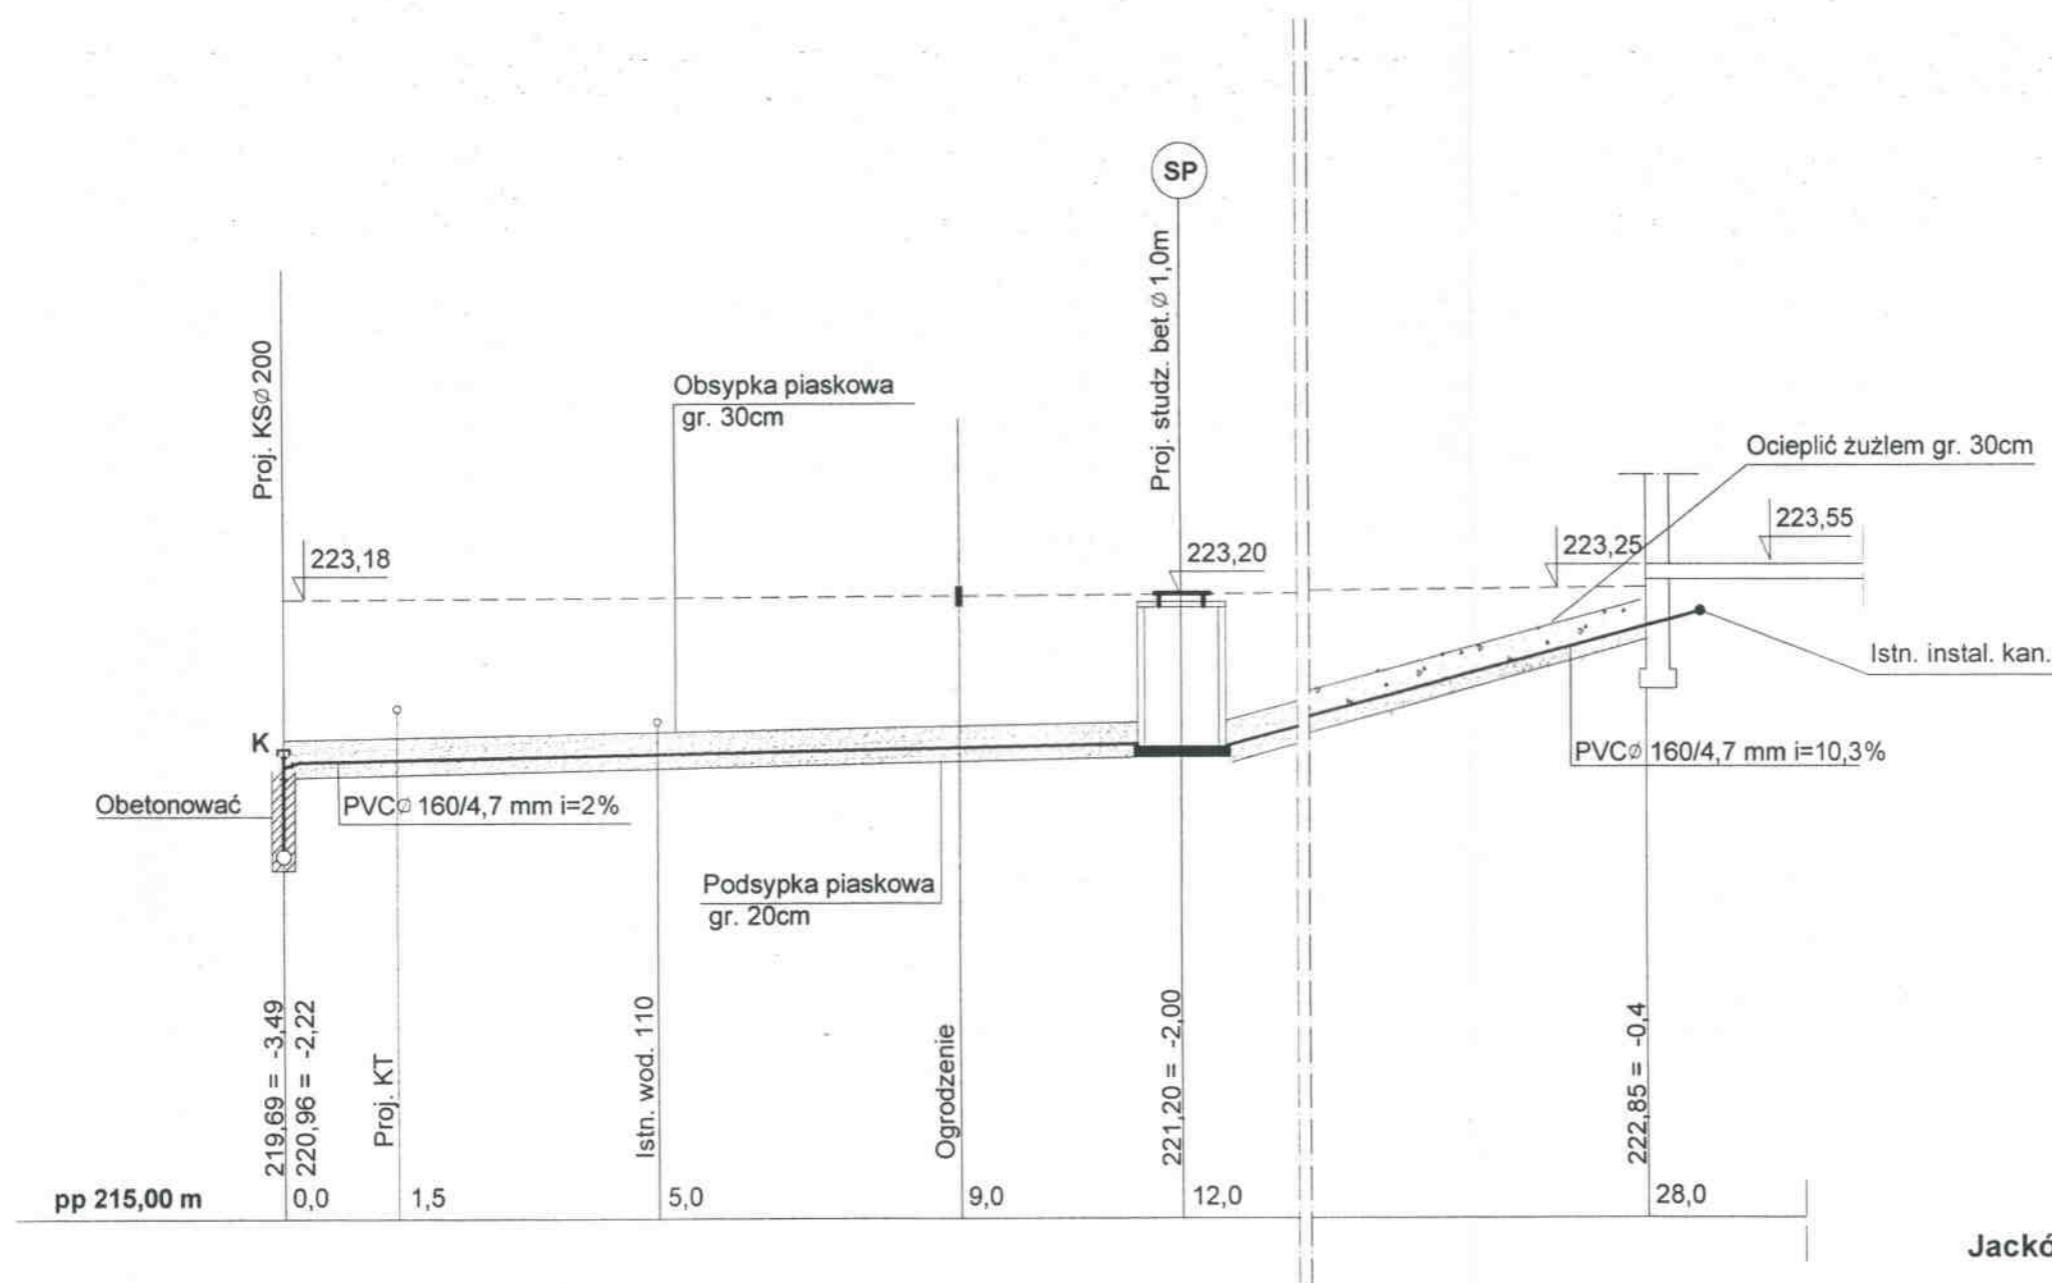 SP
Proj. KSØ 200
Proj. studz. bet. Ø 1,0m
Obsypka piaskowa
gr. 30cm
Ocieplić żużlem gr. 30cm
223,18
223,20
223,25
223,55
Istn. instal. kan.
K
PVCØ 160/4,7 mm i=10,3%
Obetonować
PVCØ 160/4,7 mm i=2%
Podsypka piaskowa
gr. 20cm
219,69 = -3,49
220,96 = -2,22
Proj. KT
Istn. wod. 110
Ogrodzenie
221,20 = -2,00
222,85 = -0,4
pp 215,00 m 0,0 1,5 5,0 9,0 12,0 28,0
Jackó